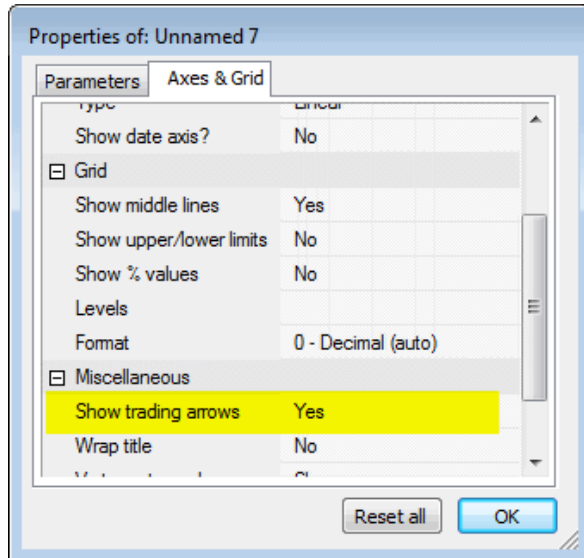 Properties of: Unnamed 7
Parameters Axes & Grid
Type Linear
Show date axis? No
Grid
Show middle lines Yes
Show upper/lower limits No
Show % values No
Levels
Format 0 - Decimal (auto)
Miscellaneous
Show trading arrows Yes
Wrap title No
Reset all OK